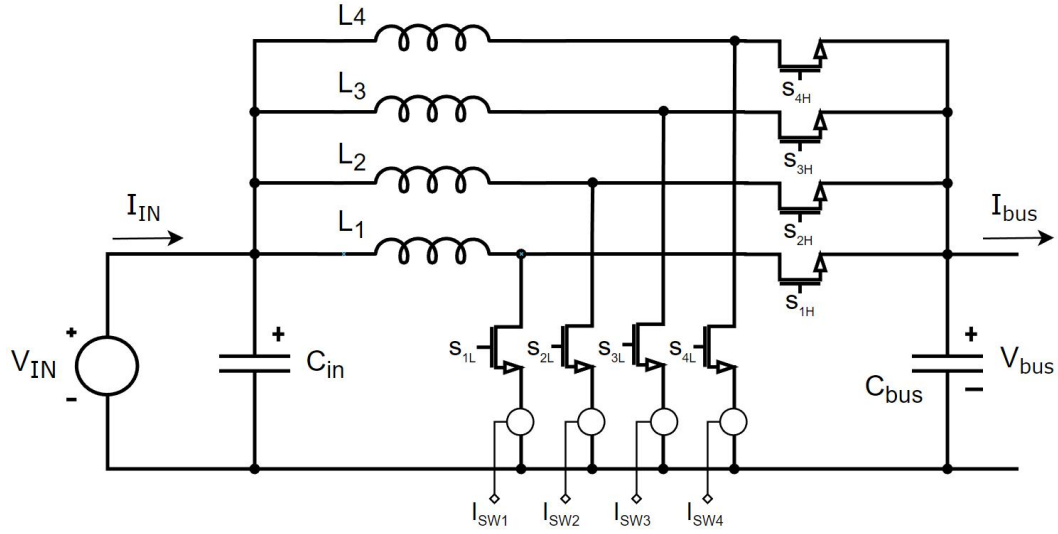 L4
S4H
L3
S3H
L2
S2H
IIN
L1
Ibus
S1H
+
VIN
-
+
Cin
S1L
S2L
S3L
S4L
+
Vbus
-
Cbus
ISW1
ISW2
ISW3
ISW4